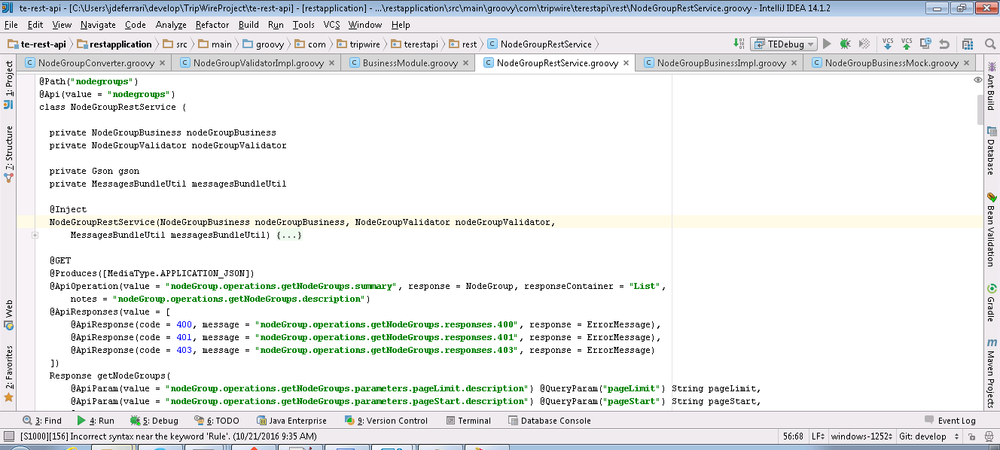 te-rest-api - [C:\Users\jdeferrari\develop\TripWireProject\te-rest-api] - [restapplication] - ...\restapplication\src\main\groovy\com\tripwire\terestapi\rest\NodeGroupRestService.groovy - IntelliJ IDEA 14.1.2
File Edit View Navigate Code Analyze Refactor Build Run Tools VCS Window Help
te-rest-api restapplication src main groovy com tripwire terestapi rest NodeGroupRestService TEDebug VCS VCS
NodeGroupConverter.groovy NodeGroupValidatorImpl.groovy BusinessModule.groovy NodeGroupRestService.groovy NodeGroupBusinessImpl.groovy NodeGroupBusinessMock.groovy
1: Project
7: Structure
Web
2: Favorites
@Path("nodegroups")
@Api(value = "nodegroups")
class NodeGroupRestService {
private NodeGroupBusiness nodeGroupBusiness
private NodeGroupValidator nodeGroupValidator
private Gson gson
private MessagesBundleUtil messagesBundleUtil
@Inject
NodeGroupRestService(NodeGroupBusiness nodeGroupBusiness, NodeGroupValidator nodeGroupValidator,
MessagesBundleUtil messagesBundleUtil) {...}
@GET
@Produces([MediaType.APPLICATION_JSON])
@ApiOperation(value = "nodeGroup.operations.getNodeGroups.summary", response = NodeGroup, responseContainer = "List",
notes = "nodeGroup.operations.getNodeGroups.description")
@ApiResponses(value = [
@ApiResponse(code = 400, message = "nodeGroup.operations.getNodeGroups.responses.400", response = ErrorMessage),
@ApiResponse(code = 401, message = "nodeGroup.operations.getNodeGroups.responses.401", response = ErrorMessage),
@ApiResponse(code = 403, message = "nodeGroup.operations.getNodeGroups.responses.403", response = ErrorMessage)
])
Response getNodeGroups(
@ApiParam(value = "nodeGroup.operations.getNodeGroups.parameters.pageLimit.description") @QueryParam("pageLimit") String pageLimit,
@ApiParam(value = "nodeGroup.operations.getNodeGroups.parameters.pageStart.description") @QueryParam("pageStart") String pageStart,
Ant Build
Database
Bean Validation
Gradle
Maven Projects
3: Find 4: Run 5: Debug 6: TODO Java Enterprise 9: Version Control Terminal Database Console Event Log
[S1000][156] Incorrect syntax near the keyword 'Rule'. (10/21/2016 9:35 AM) 56:68 LF windows-1252 Git: develop